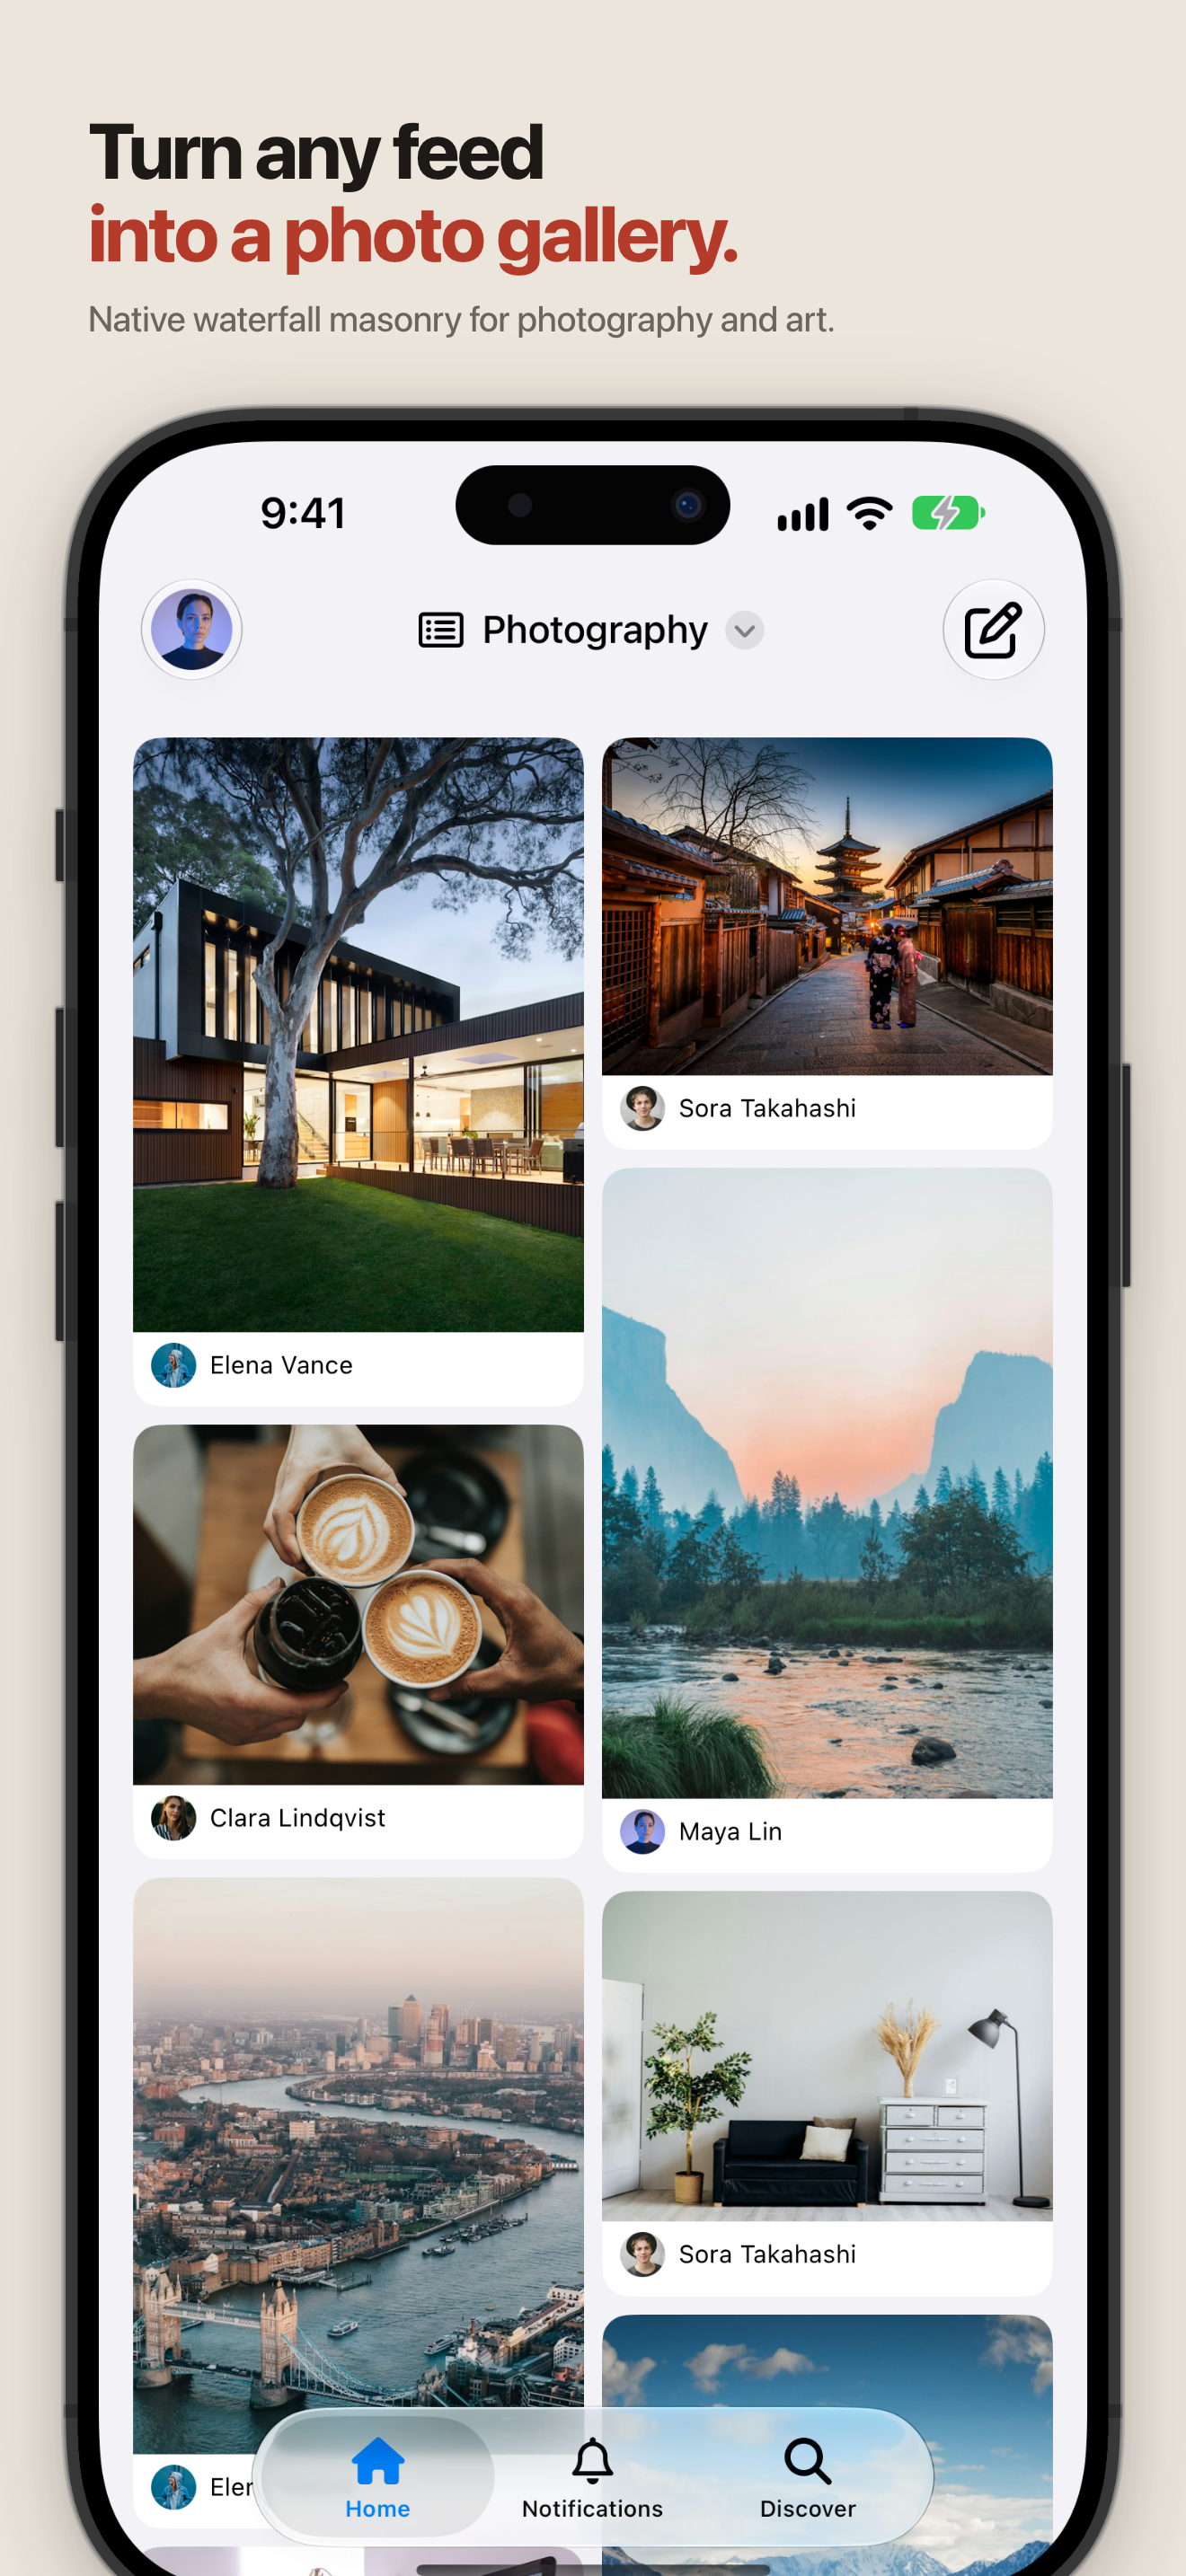 Turn any feed
into a photo gallery.
Native waterfall masonry for photography and art.
9:41
Photography
Sora Takahashi
Elena Vance
Clara Lindqvist
Maya Lin
Sora Takahashi
Home
Notifications
Discover